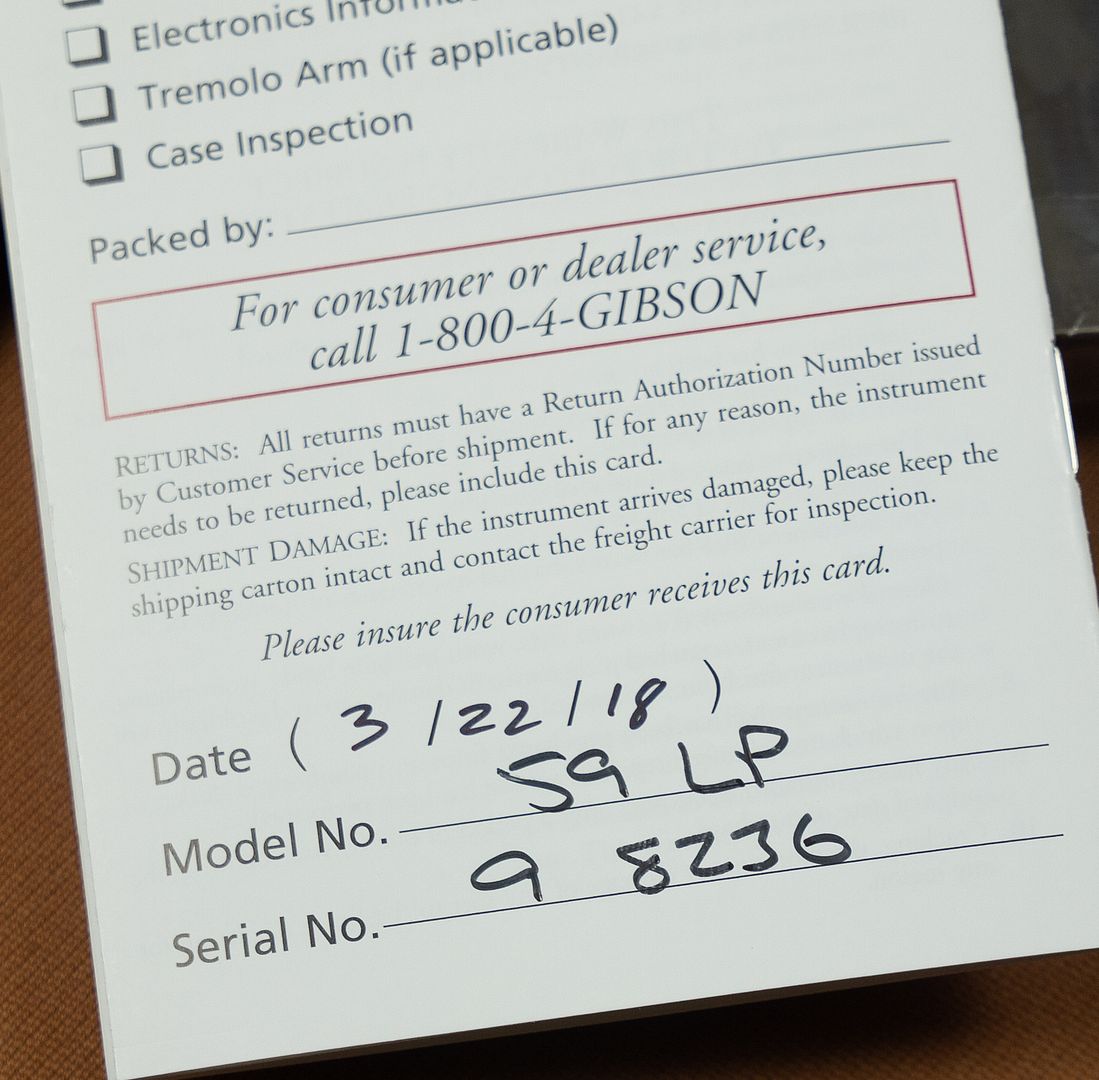 Electronics
Tremolo Arm (if applicable)
Case Inspection
Packed by:
For consumer or dealer service,
call 1-800-4-GIBSON
RETURNS: All returns must have a Return Authorization Number issued
by Customer Service before shipment. If for any reason, the instrument
needs to be returned, please include this card.
SHIPMENT DAMAGE: If the instrument arrives damaged, please keep the
shipping carton intact and contact the freight carrier for inspection.
Please insure the consumer receives this card.
Date ( 3 / 22 / 18 )
Model No. 59 LP
Serial No. 9 8236